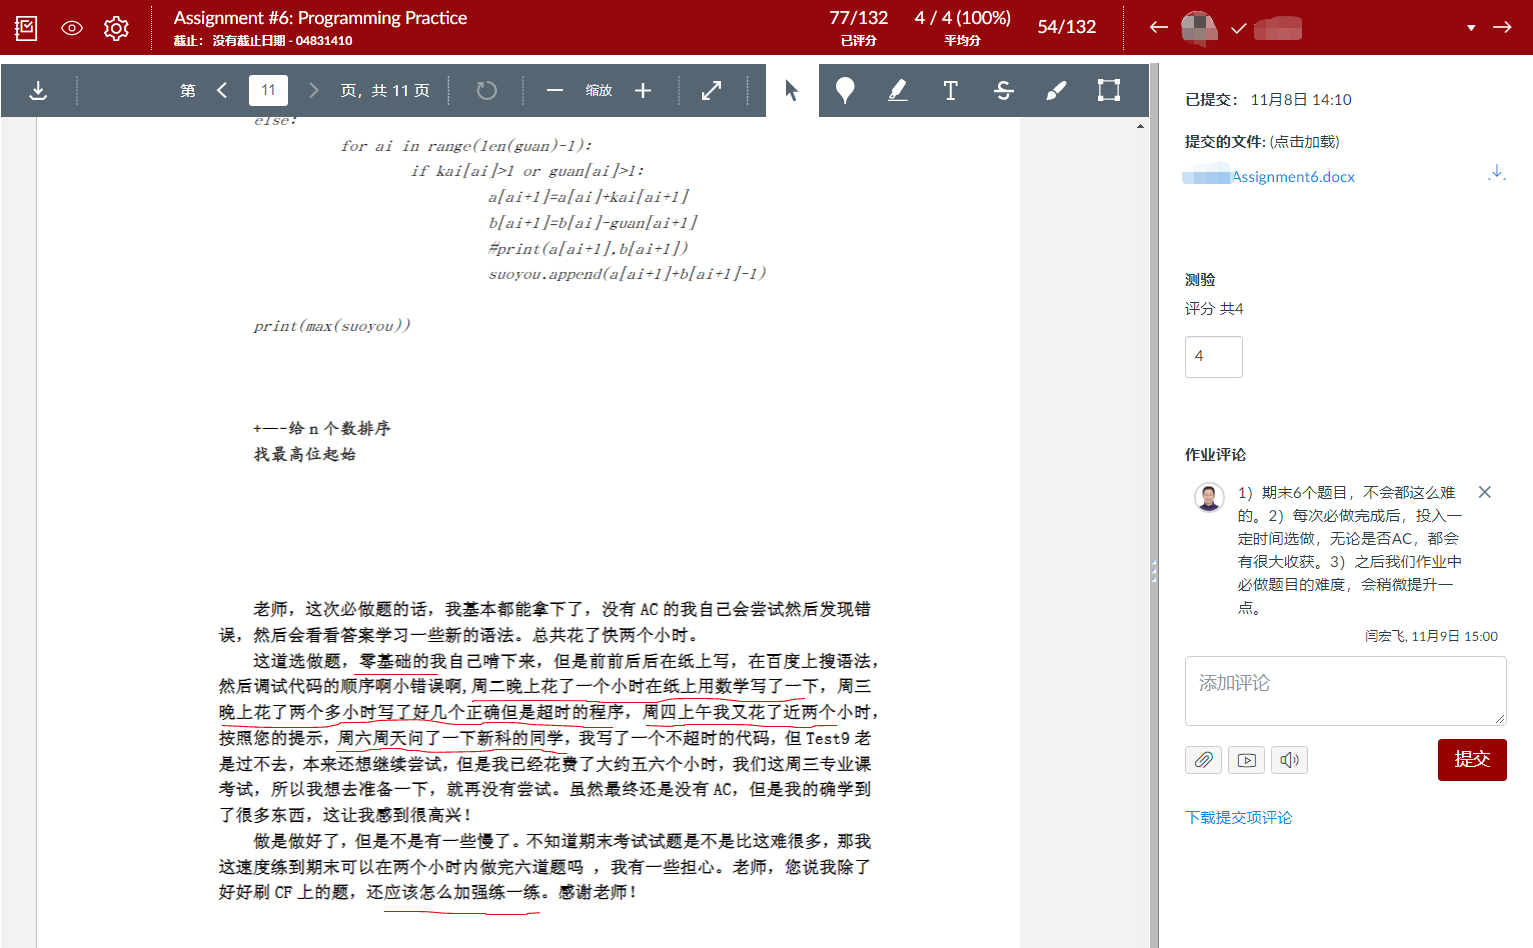 Assignment #6: Programming Practice
截止： 没有截止日期 - 04831410
77/132
已评分
4 / 4 (100%)
平均分
54/132
第
11
页，共 11 页
缩放
else:
for ai in range(len(guan)-1):
if kai[ai]>1 or guan[ai]>1:
a[ai+1]=a[ai]+kai[ai+1]
b[ai+1]=b[ai]-guan[ai+1]
#print(a[ai+1],b[ai+1])
suoyou.append(a[ai+1]+b[ai+1]-1)
print(max(suoyou))
+—-给 n 个数排序
找最高位起始
老师，这次必做题的话，我基本都能拿下了，没有 AC 的我自己会尝试然后发现错
误，然后会看看答案学习一些新的语法。总共花了快两个小时。
这道选做题，零基础的我自己啃下来，但是前前后后在纸上写，在百度上搜语法，
然后调试代码的顺序啊小错误啊,周二晚上花了一个小时在纸上用数学写了一下，周三
晚上花了两个多小时写了好几个正确但是超时的程序，周四上午我又花了近两个小时，
按照您的提示，周六周天问了一下新科的同学，我写了一个不超时的代码，但 Test9 老
是过不去，本来还想继续尝试，但是我已经花费了大约五六个小时，我们这周三专业课
考试，所以我想去准备一下，就再没有尝试。虽然最终还是没有 AC，但是我的确学到
了很多东西，这让我感到很高兴！
做是做好了，但是不是有一些慢了。不知道期末考试试题是不是比这难很多，那我
这速度练到期末可以在两个小时内做完六道题吗 ，我有一些担心。老师，您说我除了
好好刷 CF 上的题，还应该怎么加强练一练。感谢老师！
已提交： 11月8日 14:10
提交的文件: (点击加载)
Assignment6.docx
测验
评分 共4
4
作业评论
1）期末6个题目，不会都这么难
的。2）每次必做完成后，投入一
定时间选做，无论是否AC，都会
有很大收获。3）之后我们作业中
必做题目的难度，会稍微提升一
点。
闫宏飞, 11月9日 15:00
添加评论
提交
下载提交项评论